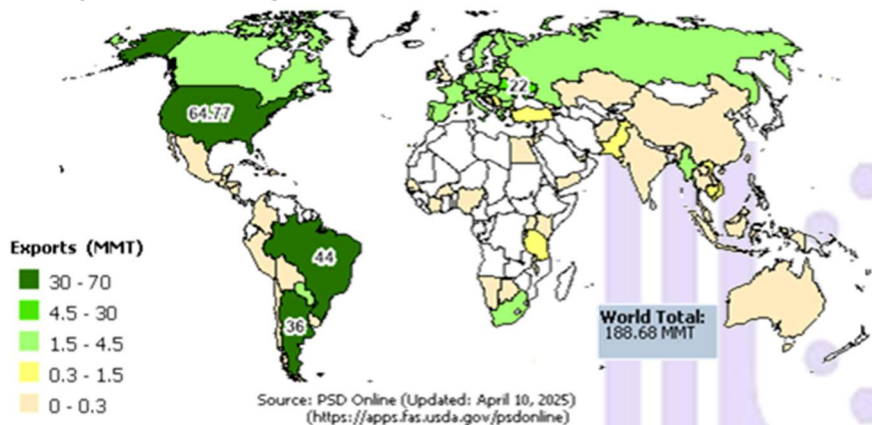 22
64.77
44
36
Exports (MMT)
30 - 70
4.5 - 30
1.5 - 4.5
0.3 - 1.5
0 - 0.3
World Total:
188.68 MMT
Source: PSD Online (Updated: April 10, 2025)
(https://apps.fas.usda.gov/psdonline)